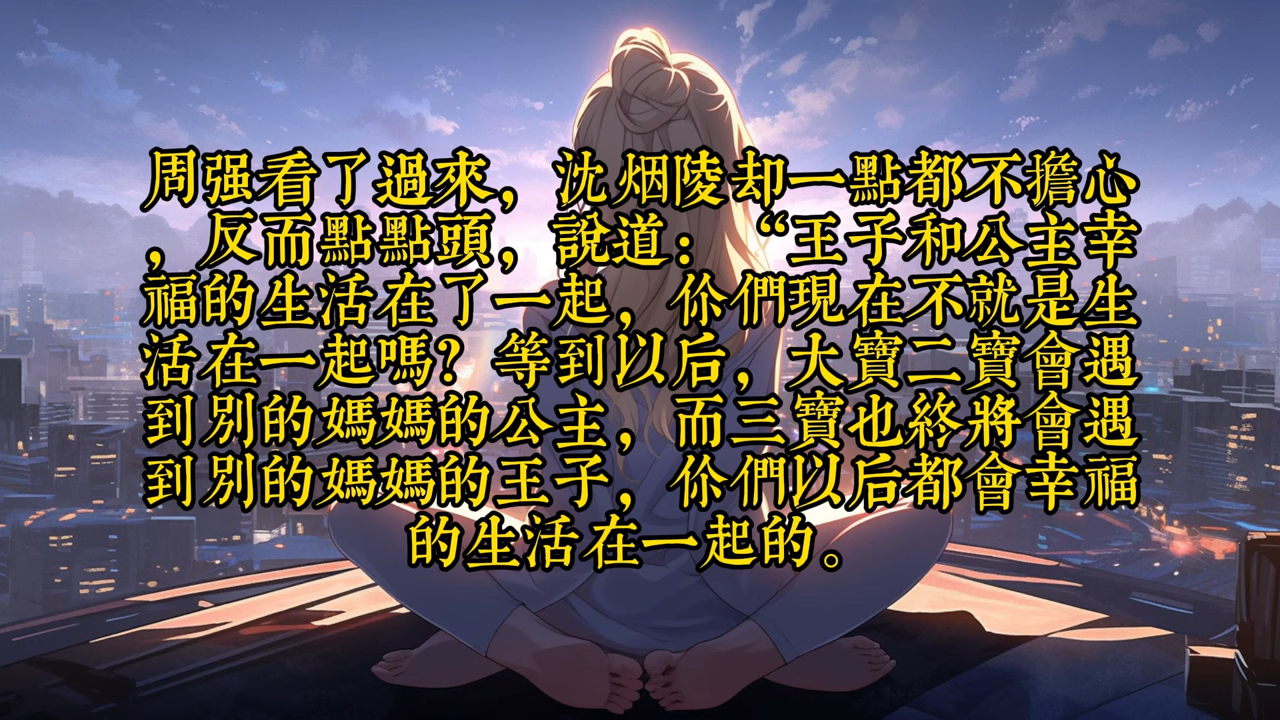 周强看了過來，沈烟陵却一點都不擔心
，反而點點頭，說道：“王子和公主幸
福的生活在了一起，伱們現在不就是生
活在一起嗎？等到以后，大寶二寶會遇
到別的媽媽的公主，而三寶也終將會遇
到別的媽媽的王子，伱們以后都會幸福
的生活在一起的。